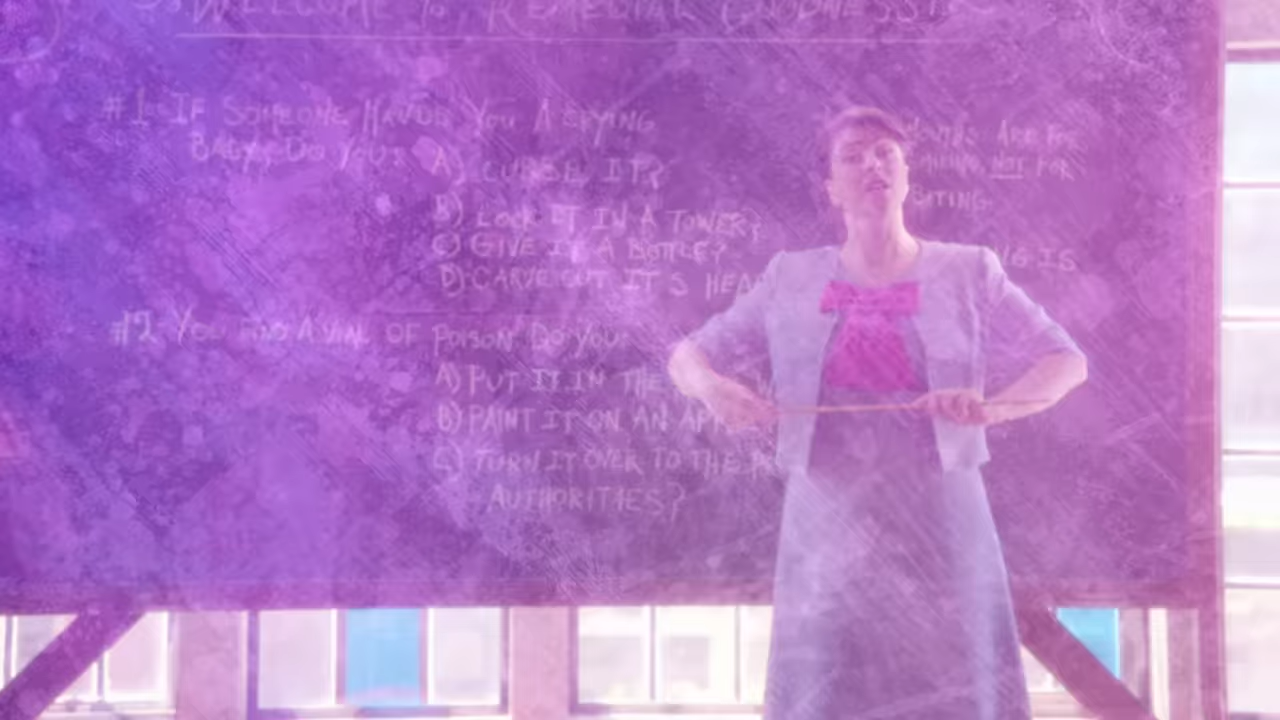 WELCOME TO REMEDIAL GOODNESS!
#1: IF SOMEONE HANDS YOU A CRYING
BABY, DO YOU: A) CURSE IT?
B) LOCK IT IN A TOWER?
C) GIVE IT A BOTTLE?
D) CARVE OUT IT'S
#2 YOU FIND A VIAL OF POISON. DO YOU:
A) PUT IT IN THE
B) PAINT IT ON AN
C) TURN IT OVER TO THE
AUTHORITIES?
ARE FOR
NOT FOR
BITING
IS